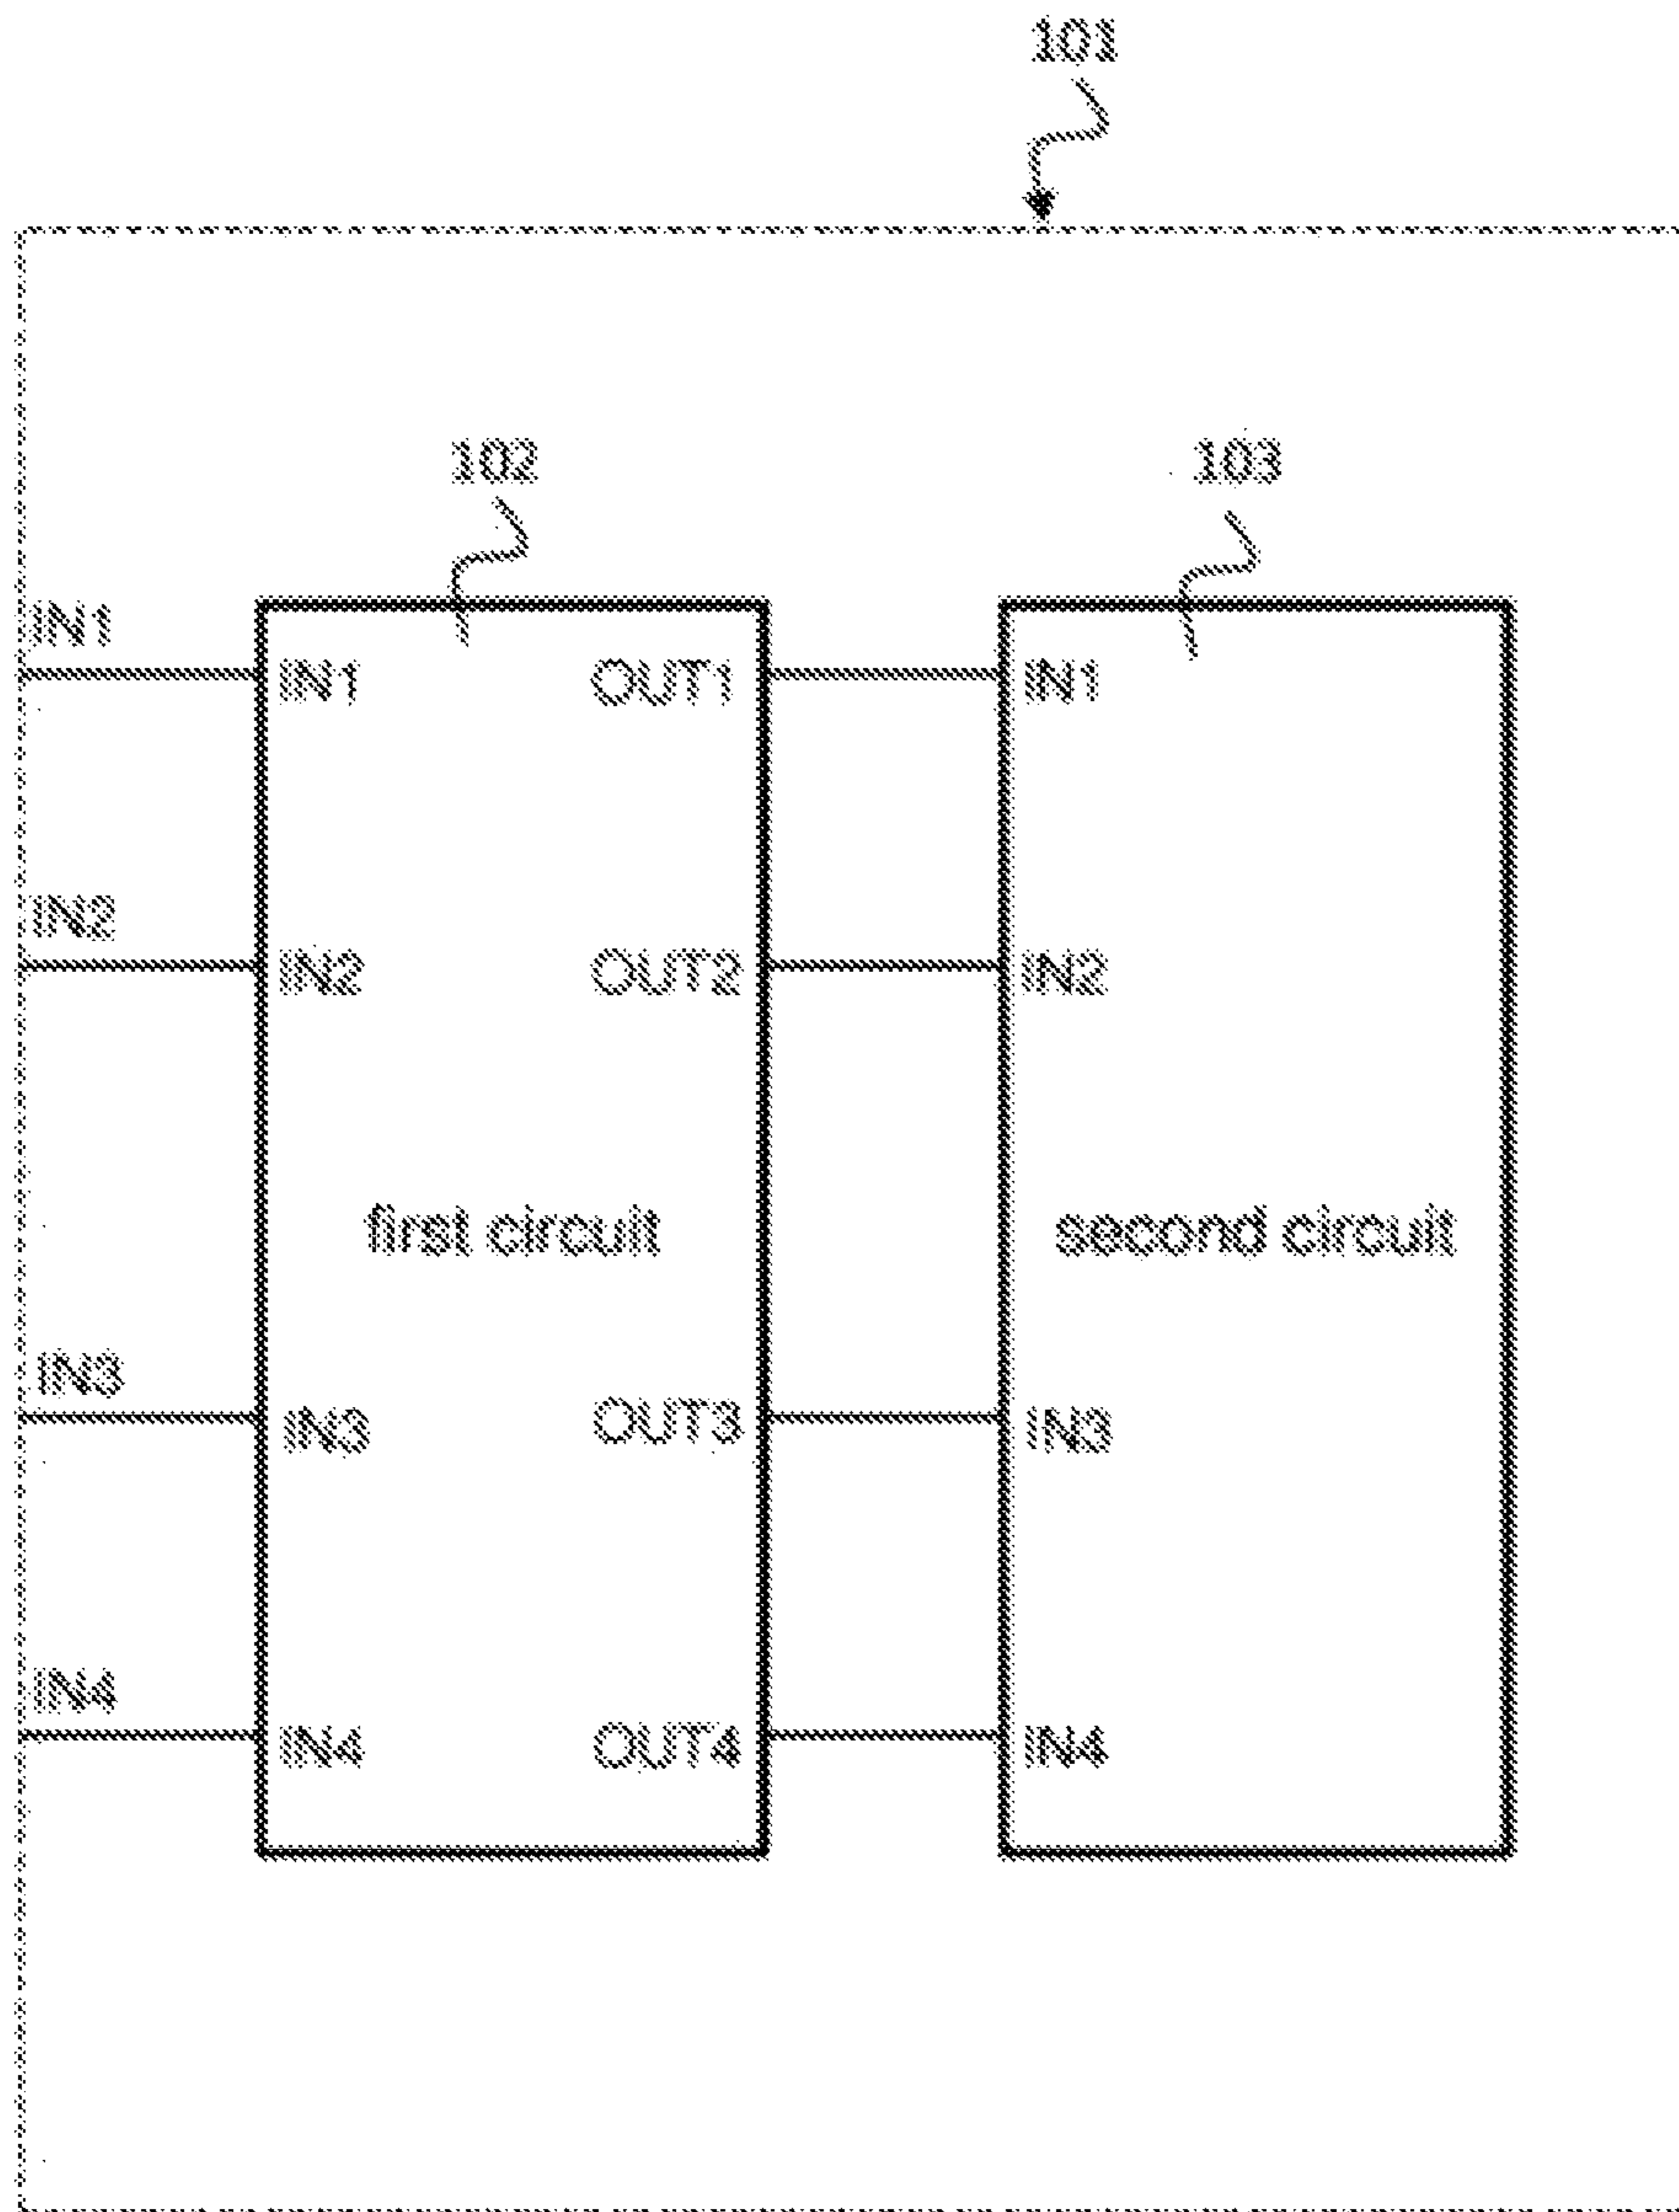 101
102 103
IN1
IN1 OUT1 IN1
IN2
IN2 OUT2 IN2
first circuit second circuit
IN3
IN3 OUT3 IN3
IN4
IN4 OUT4 IN4